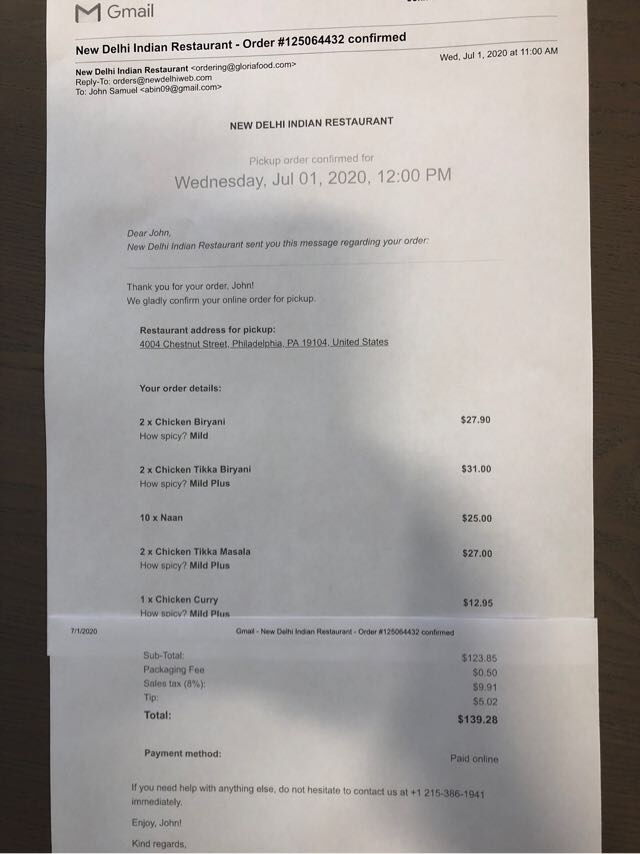 Gmail
New Delhi Indian Restaurant - Order #125064432 confirmed
New Delhi Indian Restaurant <ordering@gloriafood.com>
Wed, Jul 1, 2020 at 11:00 AM
Reply-To: orders@newdelhiweb.com
To: John Samuel <abin09@gmail.com>
NEW DELHI INDIAN RESTAURANT
Pickup order confirmed for
Wednesday, Jul 01, 2020, 12:00 PM
Dear John,
New Delhi Indian Restaurant sent you this message regarding your order:
Thank you for your order, John!
We gladly confirm your online order for pickup.
Restaurant address for pickup:
4004 Chestnut Street, Philadelphia, PA 19104, United States
Your order details:
2 x Chicken Biryani $27.90
How spicy? Mild
2 x Chicken Tikka Biryani $31.00
How spicy? Mild Plus
10 x Naan $25.00
2 x Chicken Tikka Masala $27.00
How spicy? Mild Plus
1 x Chicken Curry $12.95
How spicy? Mild Plus
7/1/2020 Gmail - New Delhi Indian Restaurant - Order #125064432 confirmed
Sub-Total: $123.85
Packaging Fee $0.50
Sales tax (8%): $9.91
Tip: $5.02
Total: $139.28
Payment method: Paid online
If you need help with anything else, do not hesitate to contact us at +1 215-386-1941
immediately.
Enjoy, John!
Kind regards,